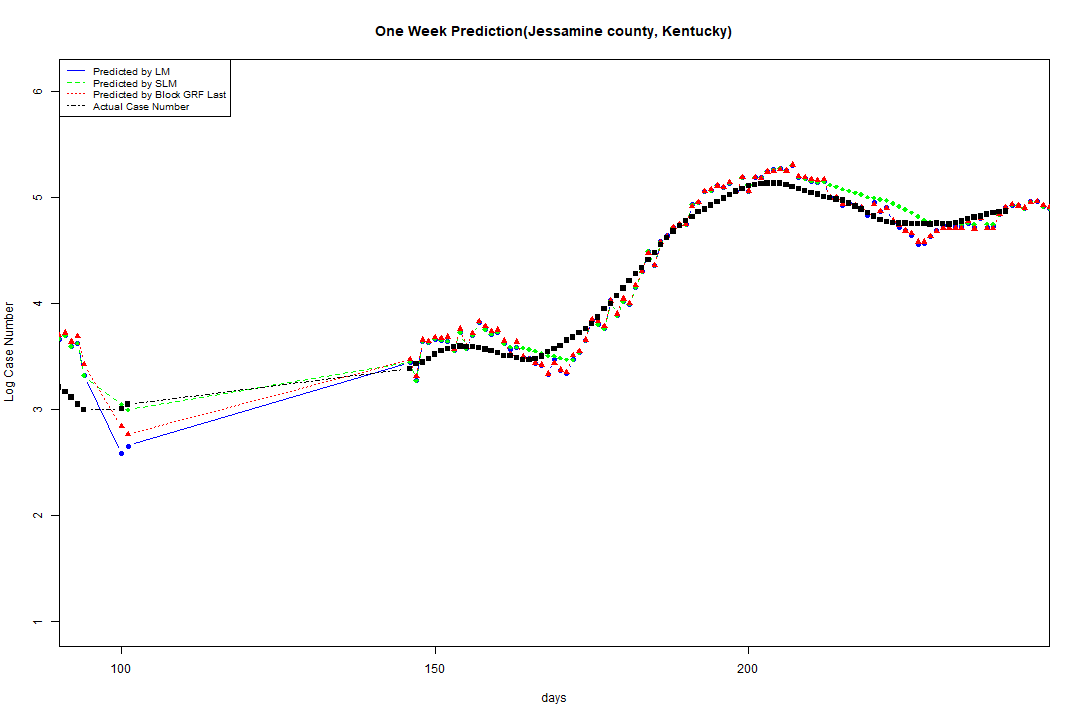 One Week Prediction(Jessamine county, Kentucky)
Predicted by LM
Predicted by SLM
Predicted by Block GRF Last
Actual Case Number
6
5
4
3
2
1
Log Case Number
100 150 200
days